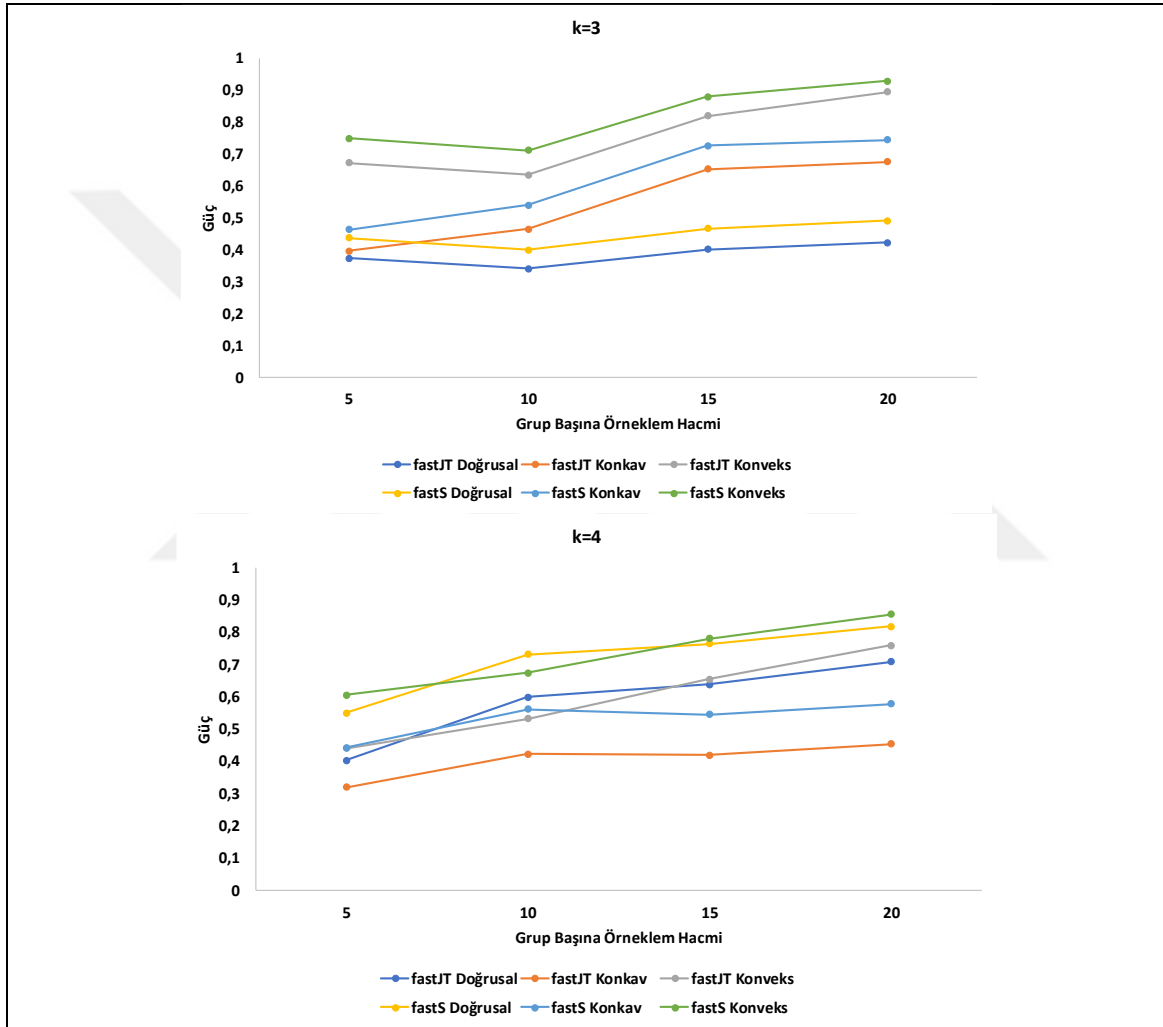 k=3
1
0,9
0,8
0,7
0,6
0,5
0,4
0,3
0,2
0,1
0
Güç
5 10 15 20
Grup Başına Örneklem Hacmi
fastJT Doğrusal fastJT Konkav fastJT Konveks
fastS Doğrusal fastS Konkav fastS Konveks
k=4
1
0,9
0,8
0,7
0,6
0,5
0,4
0,3
0,2
0,1
0
Güç
5 10 15 20
Grup Başına Örneklem Hacmi
fastJT Doğrusal fastJT Konkav fastJT Konveks
fastS Doğrusal fastS Konkav fastS Konveks